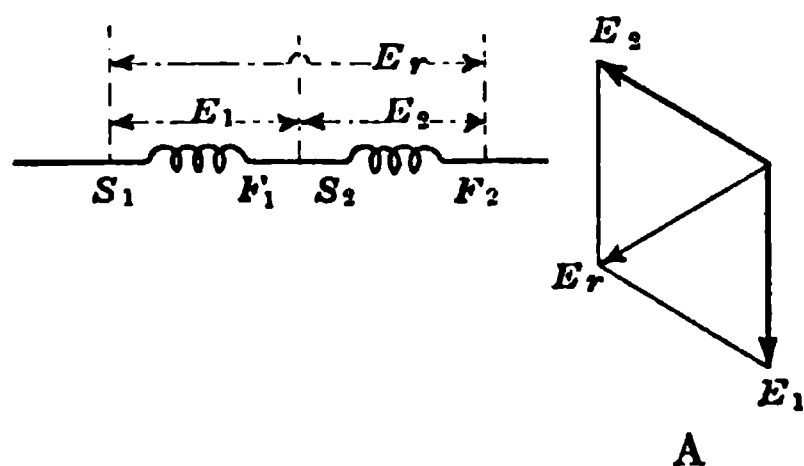 E₂
Eᵣ
E₁ E₂
S₁ F₁ S₂ F₂
Eᵣ
E₁
A